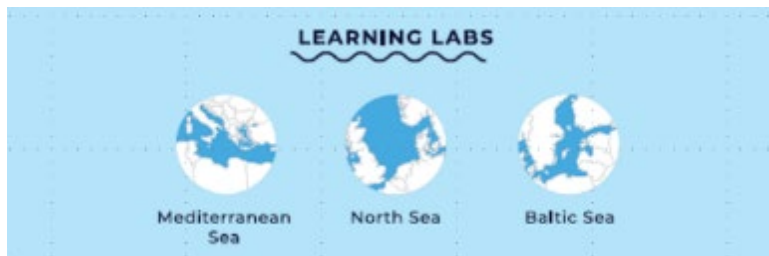 LEARNING LABS
Mediterranean
Sea
North Sea
Baltic Sea